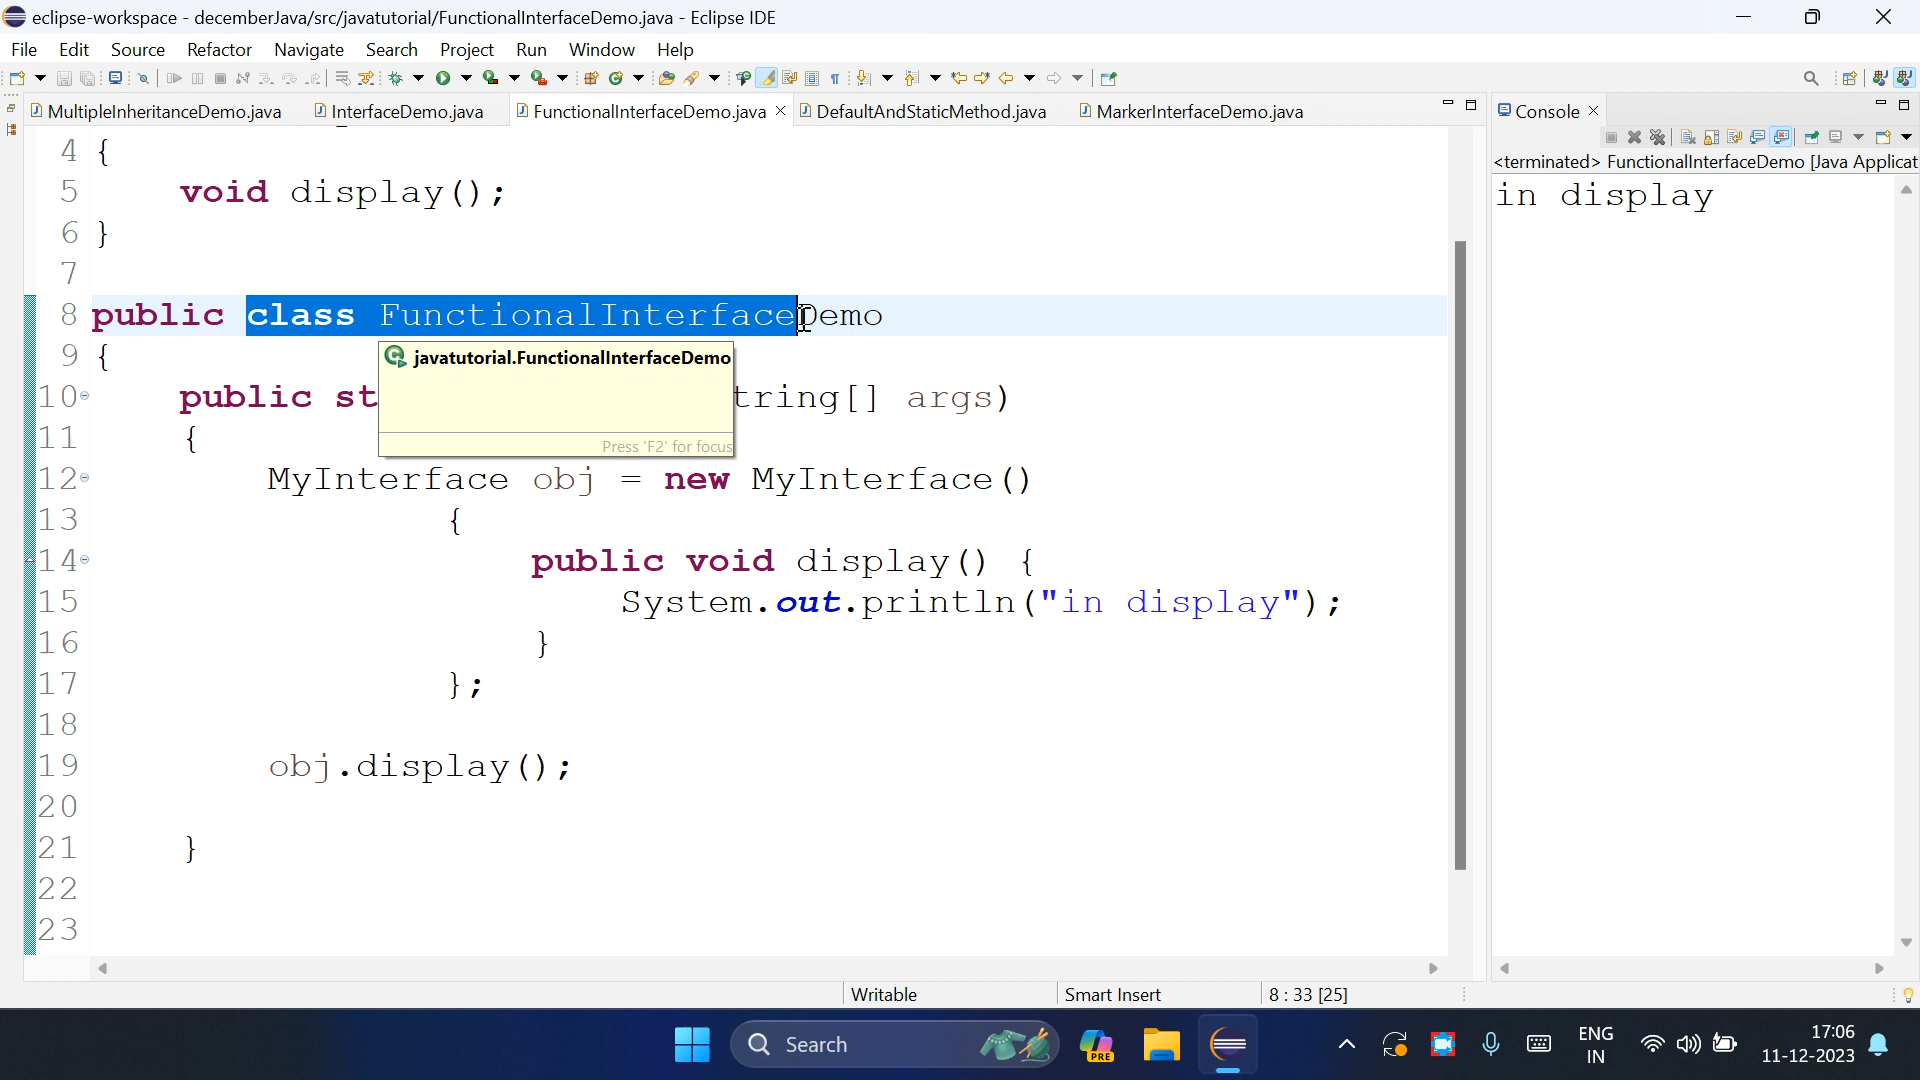 eclipse-workspace - decemberJava/src/javatutorial/FunctionalInterfaceDemo.java - Eclipse IDE
File Edit Source Refactor Navigate Search Project Run Window Help
MultipleInheritanceDemo.java InterfaceDemo.java FunctionalInterfaceDemo.java DefaultAndStaticMethod.java MarkerInterfaceDemo.java Console
<terminated> FunctionalInterfaceDemo [Java Applicat
in display
4 {
5 void display();
6 }
7
8 public class FunctionalInterfaceDemo
9 {
javatutorial.FunctionalInterfaceDemo
10 public st tring[] args)
11 {
Press 'F2' for focus
12 MyInterface obj = new MyInterface()
13 {
14 public void display() {
15 System.out.println("in display");
16 }
17 };
18
19 obj.display();
20
21 }
22
23
Writable Smart Insert 8 : 33 [25]
Search PRE ENG IN 17:06
11-12-2023